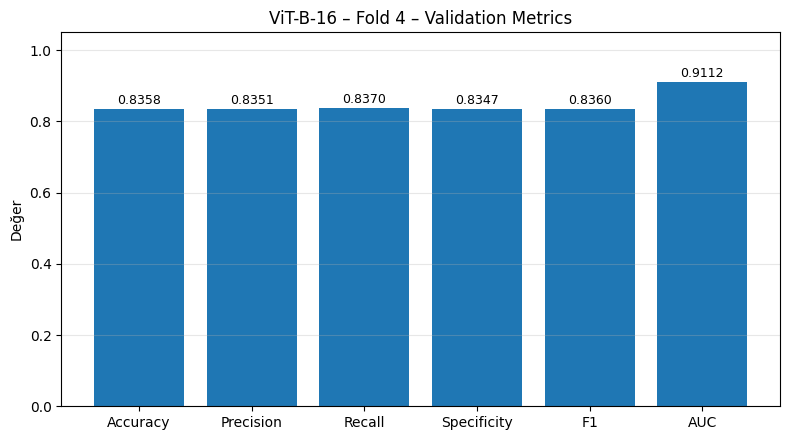 ViT-B-16 – Fold 4 – Validation Metrics
1.0
0.8
0.6
0.4
0.2
0.0
Değer
0.8358 0.8351 0.8370 0.8347 0.8360 0.9112
Accuracy Precision Recall Specificity F1 AUC